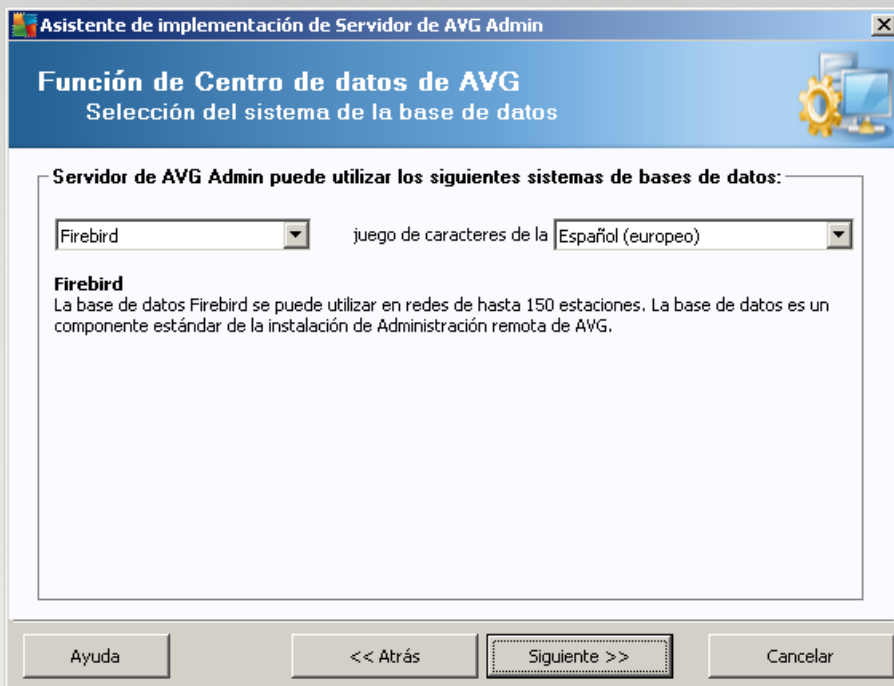 Asistente de implementación de Servidor de AVG Admin
Función de Centro de datos de AVG
Selección del sistema de la base de datos
Servidor de AVG Admin puede utilizar los siguientes sistemas de bases de datos:
Firebird
juego de caracteres de la
Español (europeo)
Firebird
La base de datos Firebird se puede utilizar en redes de hasta 150 estaciones. La base de datos es un
componente estándar de la instalación de Administración remota de AVG.
Ayuda
<< Atrás
Siguiente >>
Cancelar